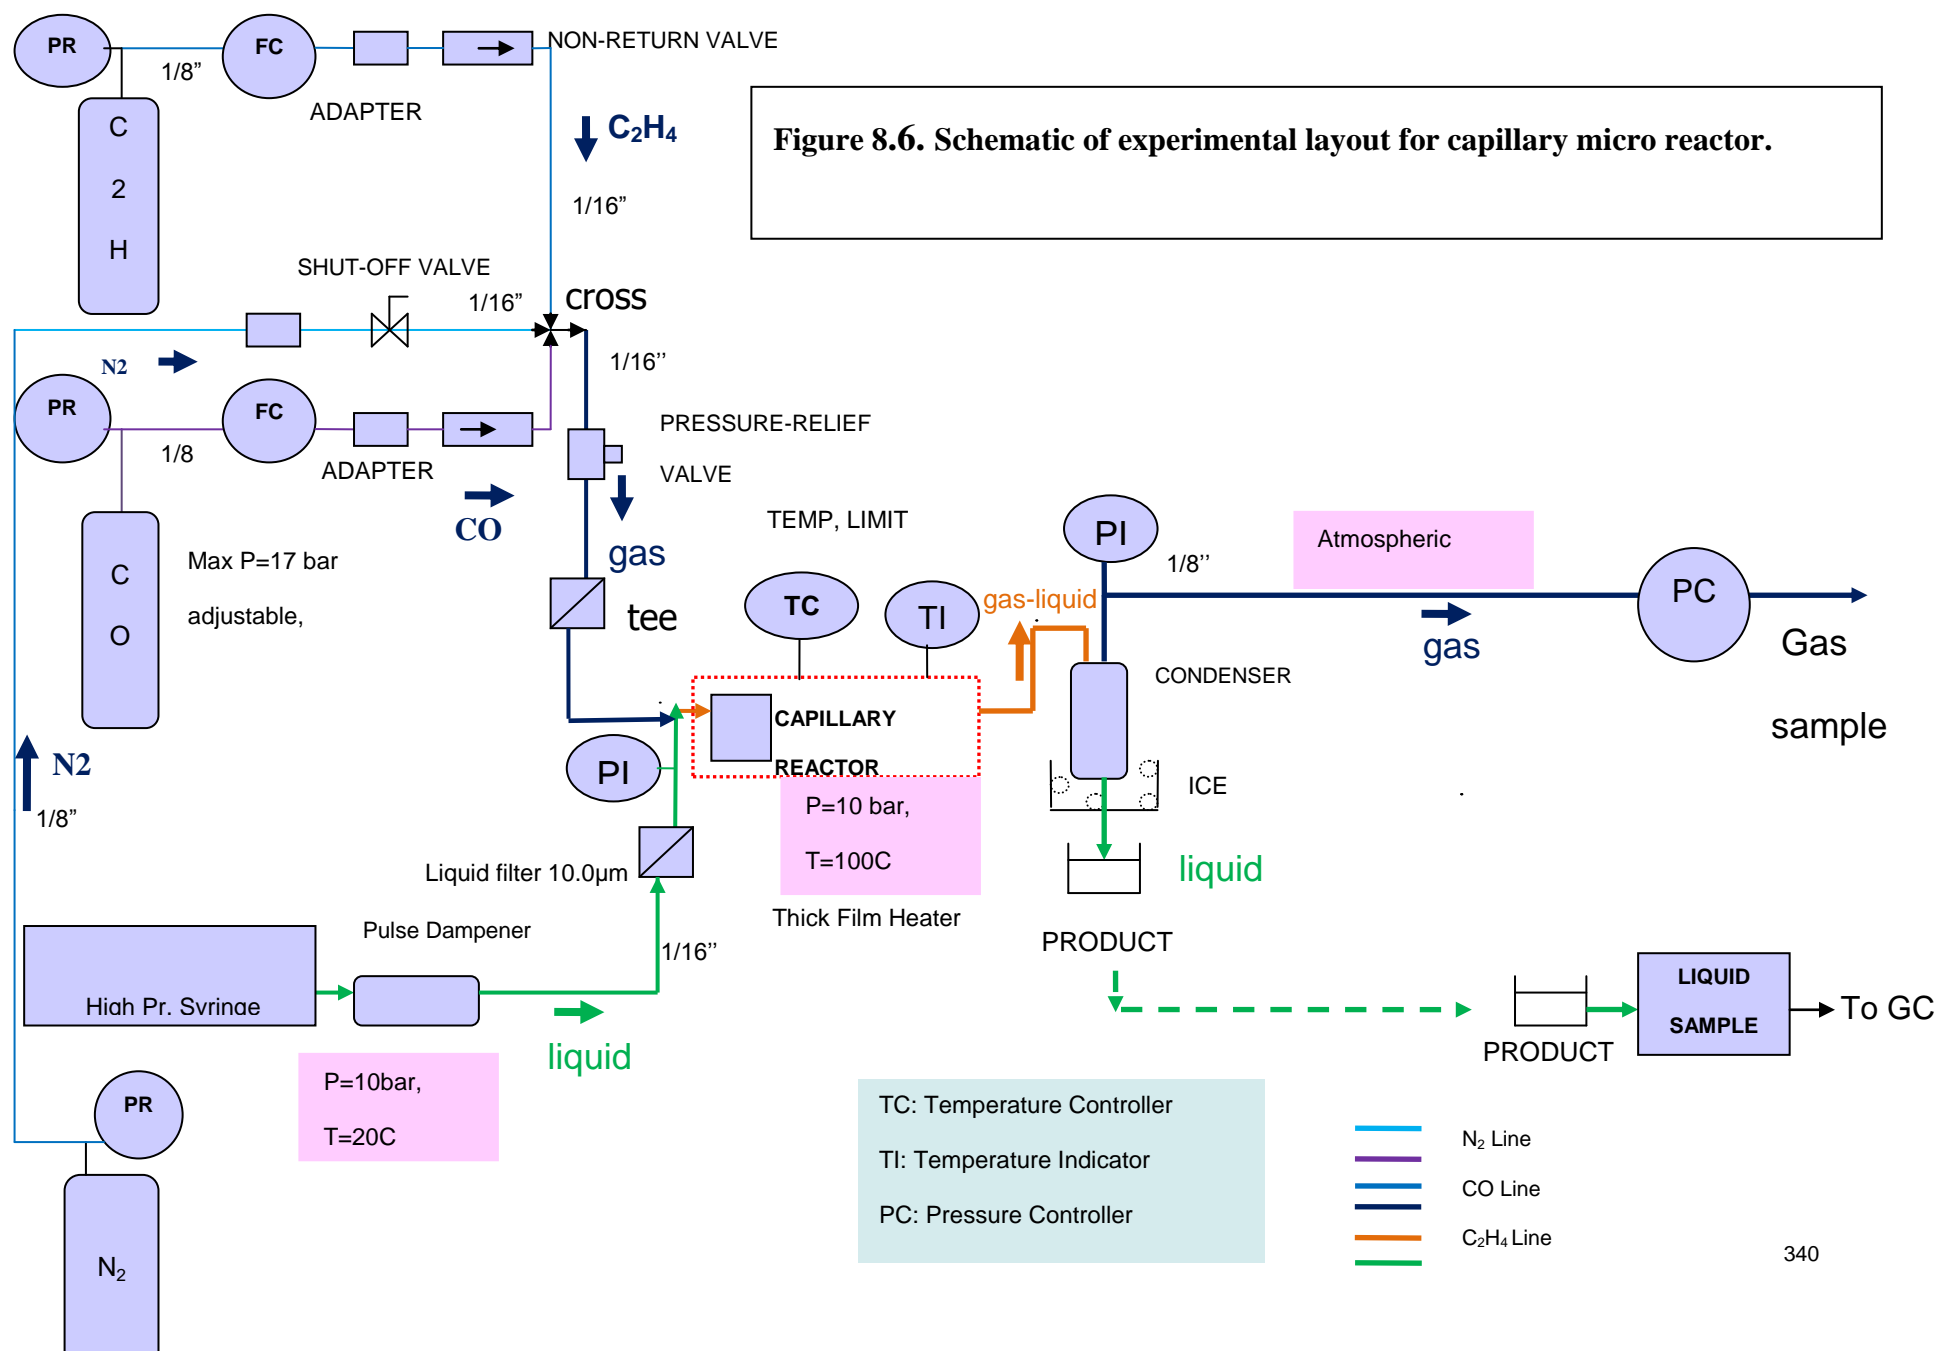 PR
FC
NON-RETURN VALVE
1/8”
ADAPTER
C
2
H
C₂H₄
1/16”
Figure 8.6. Schematic of experimental layout for capillary micro reactor.
SHUT-OFF VALVE
1/16”
cross
N2
1/16’’
PR
FC
1/8
ADAPTER
PRESSURE-RELIEF
VALVE
CO
gas
C
O
Max P=17 bar
adjustable,
tee
TEMP, LIMIT
TC
TI
gas-liquid
PI
1/8’’
Atmospheric
PC
gas
Gas
sample
CONDENSER
CAPILLARY
REACTOR
PI
N2
1/8”
P=10 bar,
T=100C
ICE
liquid
Liquid filter 10.0µm
Thick Film Heater
Pulse Dampener
1/16’’
PRODUCT
High Pr. Syringe
liquid
LIQUID
SAMPLE
To GC
PRODUCT
P=10bar,
T=20C
PR
N₂
TC: Temperature Controller
TI: Temperature Indicator
PC: Pressure Controller
N₂ Line
CO Line
C₂H₄ Line
340